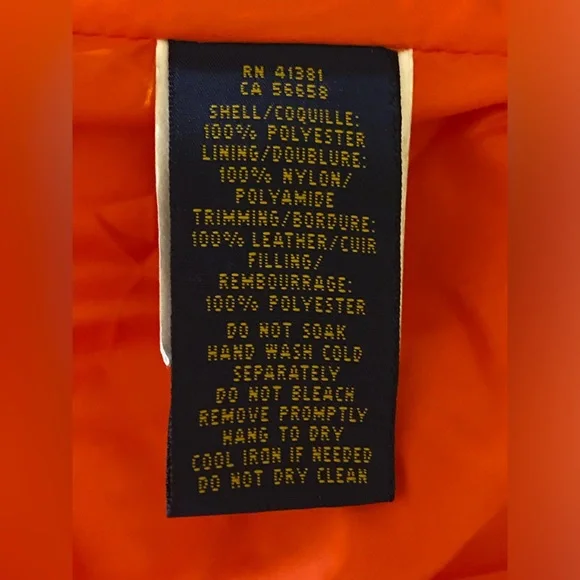 RN 41381
CA 56658
SHELL/COQUILLE:
100% POLYESTER
LINING/DOUBLURE:
100% NYLON/
POLYAMIDE
TRIMMING/BORDURE:
100% LEATHER/CUIR
FILLING/
REMBOURRAGE:
100% POLYESTER
DO NOT SOAK
HAND WASH COLD
SEPARATELY
DO NOT BLEACH
REMOVE PROMPTLY
HANG TO DRY
COOL IRON IF NEEDED
DO NOT DRY CLEAN